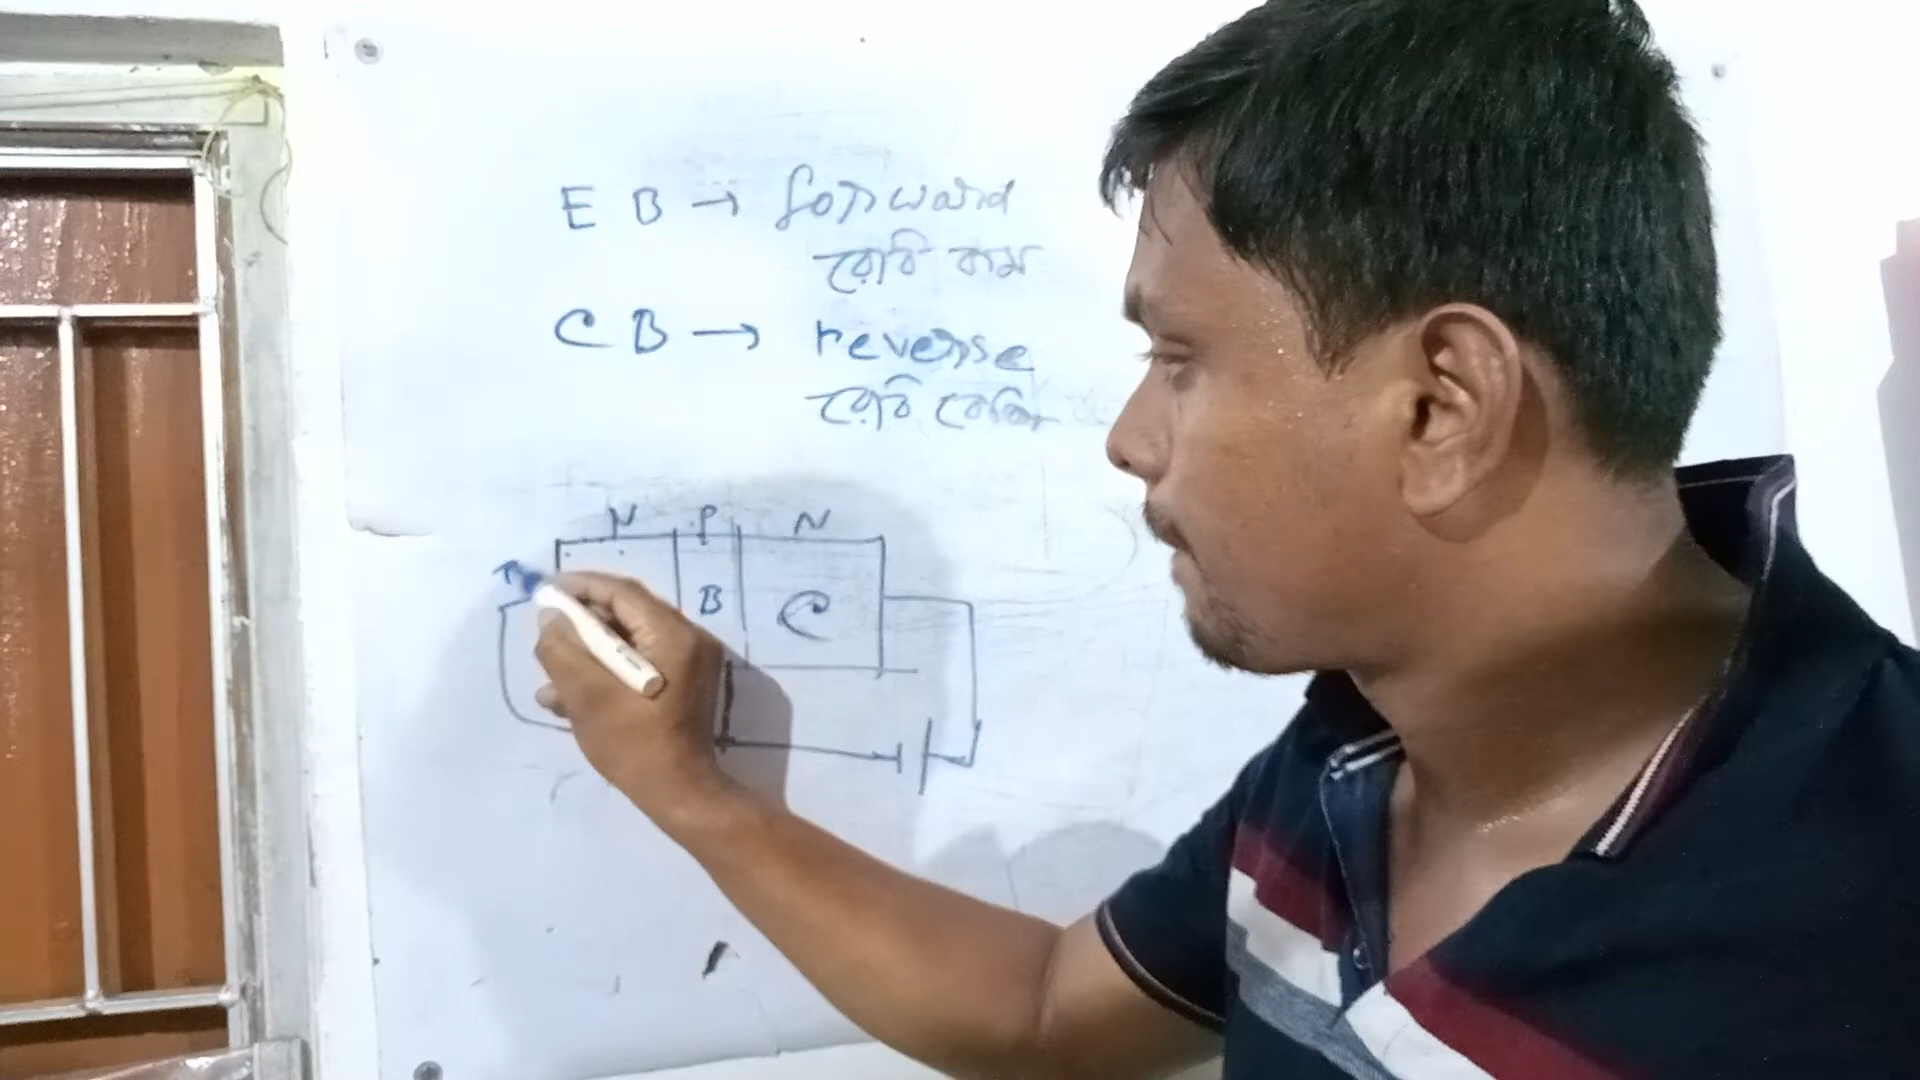 E B → forward
রোধ কম
C B → reverse
রোধ বেশি
N P N
B C